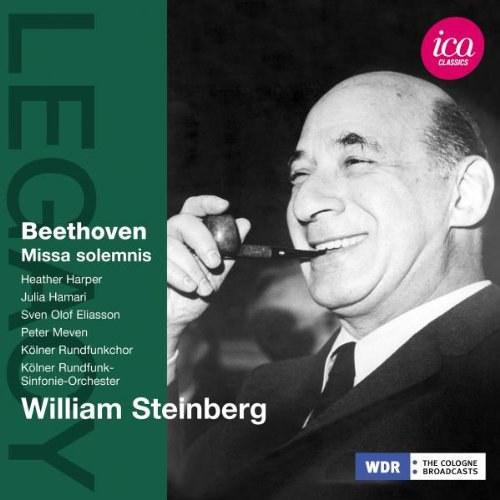 LEGACY
ica
CLASSICS
Beethoven
Missa solemnis
Heather Harper
Julia Hamari
Sven Olof Eliasson
Peter Meven
Kölner Rundfunkchor
Kölner Rundfunk-
Sinfonie-Orchester
William Steinberg
WDR
THE COLOGNE
BROADCASTS